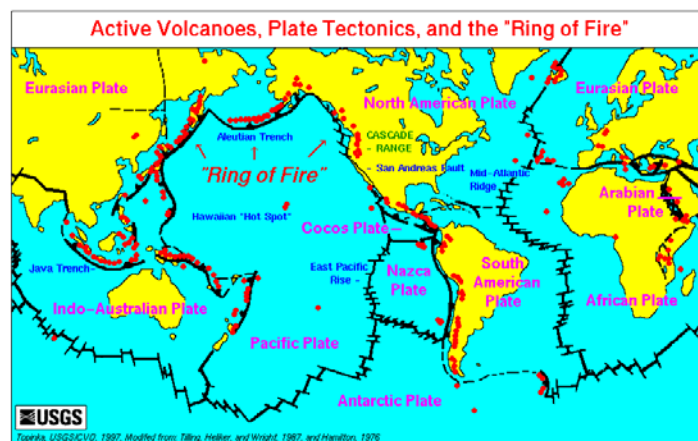 Active Volcanoes, Plate Tectonics, and the "Ring of Fire"
Eurasian Plate
North American Plate
Eurasian Plate
Aleutian Trench
CASCADE
RANGE
"Ring of Fire"
San Andreas Fault
Mid-Atlantic
Ridge
Arabian
Plate
Hawaiian "Hot Spot"
Cocos Plate
Java Trench
East Pacific
Rise
Nazca
Plate
South
American
Plate
Indo-Australian Plate
African Plate
Pacific Plate
Antarctic Plate
USGS
Topinka, USGS/CVO, 1997, Modified from: Tilling, Heliker, and Wright, 1987, and Hamilton, 1976